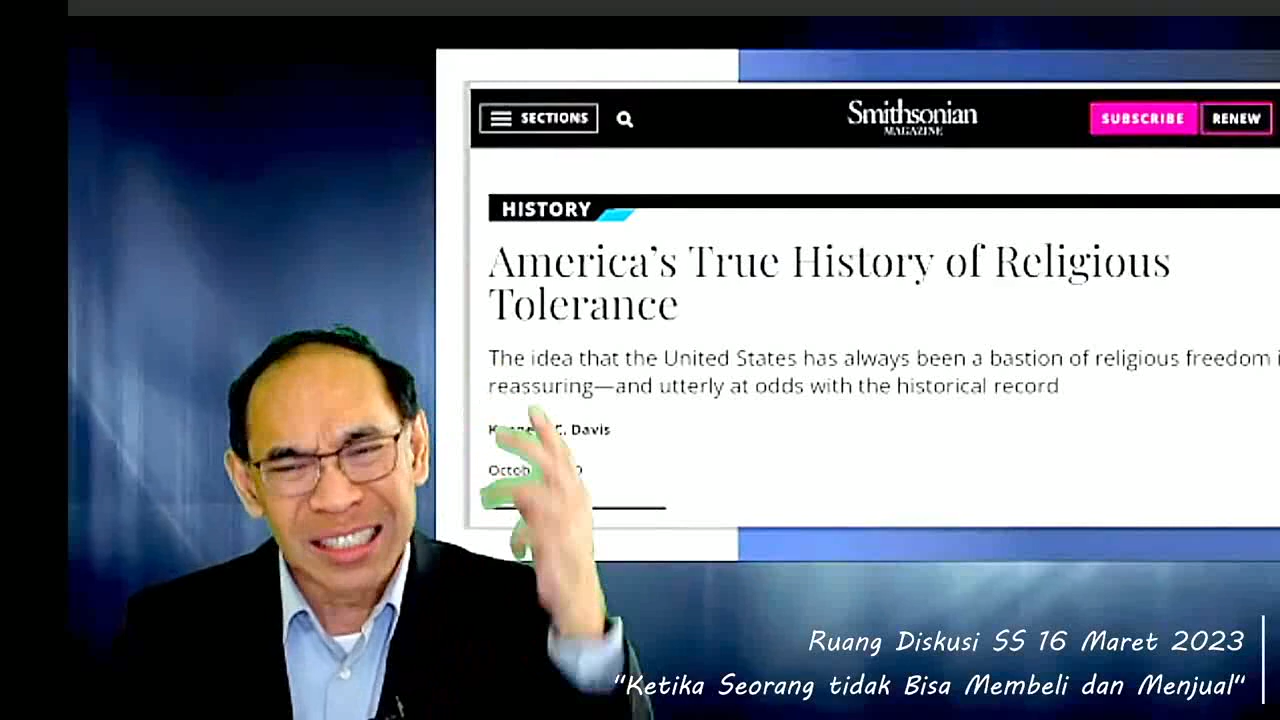 SECTIONS
Smithsonian
MAGAZINE
SUBSCRIBE
RENEW
HISTORY
America's True History of Religious
Tolerance
The idea that the United States has always been a bastion of religious freedom
reassuring—and utterly at odds with the historical record
Davis
Ruang Diskusi SS 16 Maret 2023
"Ketika Seorang tidak Bisa Membeli dan Menjual"